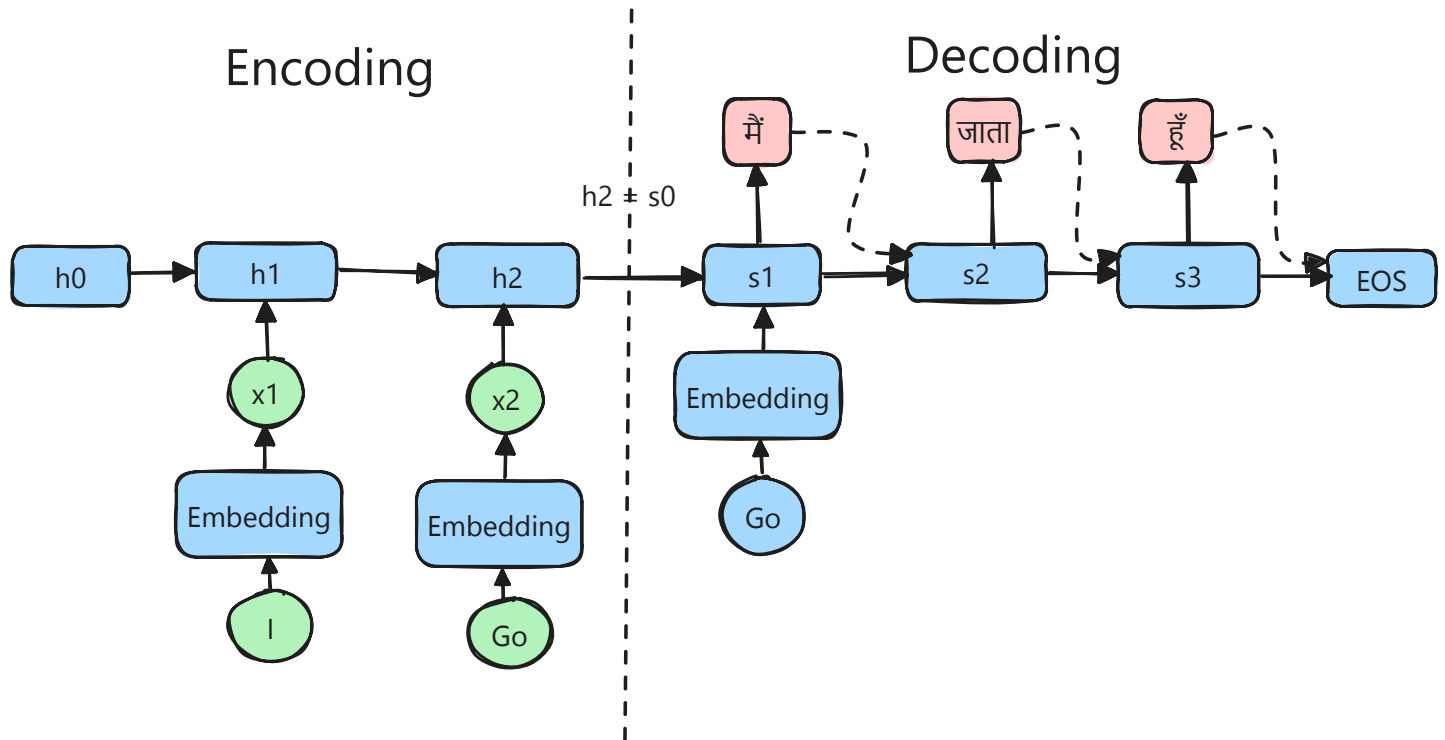 Encoding
Decoding
मैं
जाता
हूँ
h2 = s0
h0
h1
h2
s1
s2
s3
EOS
x1
x2
Embedding
Embedding
Embedding
Go
I
Go